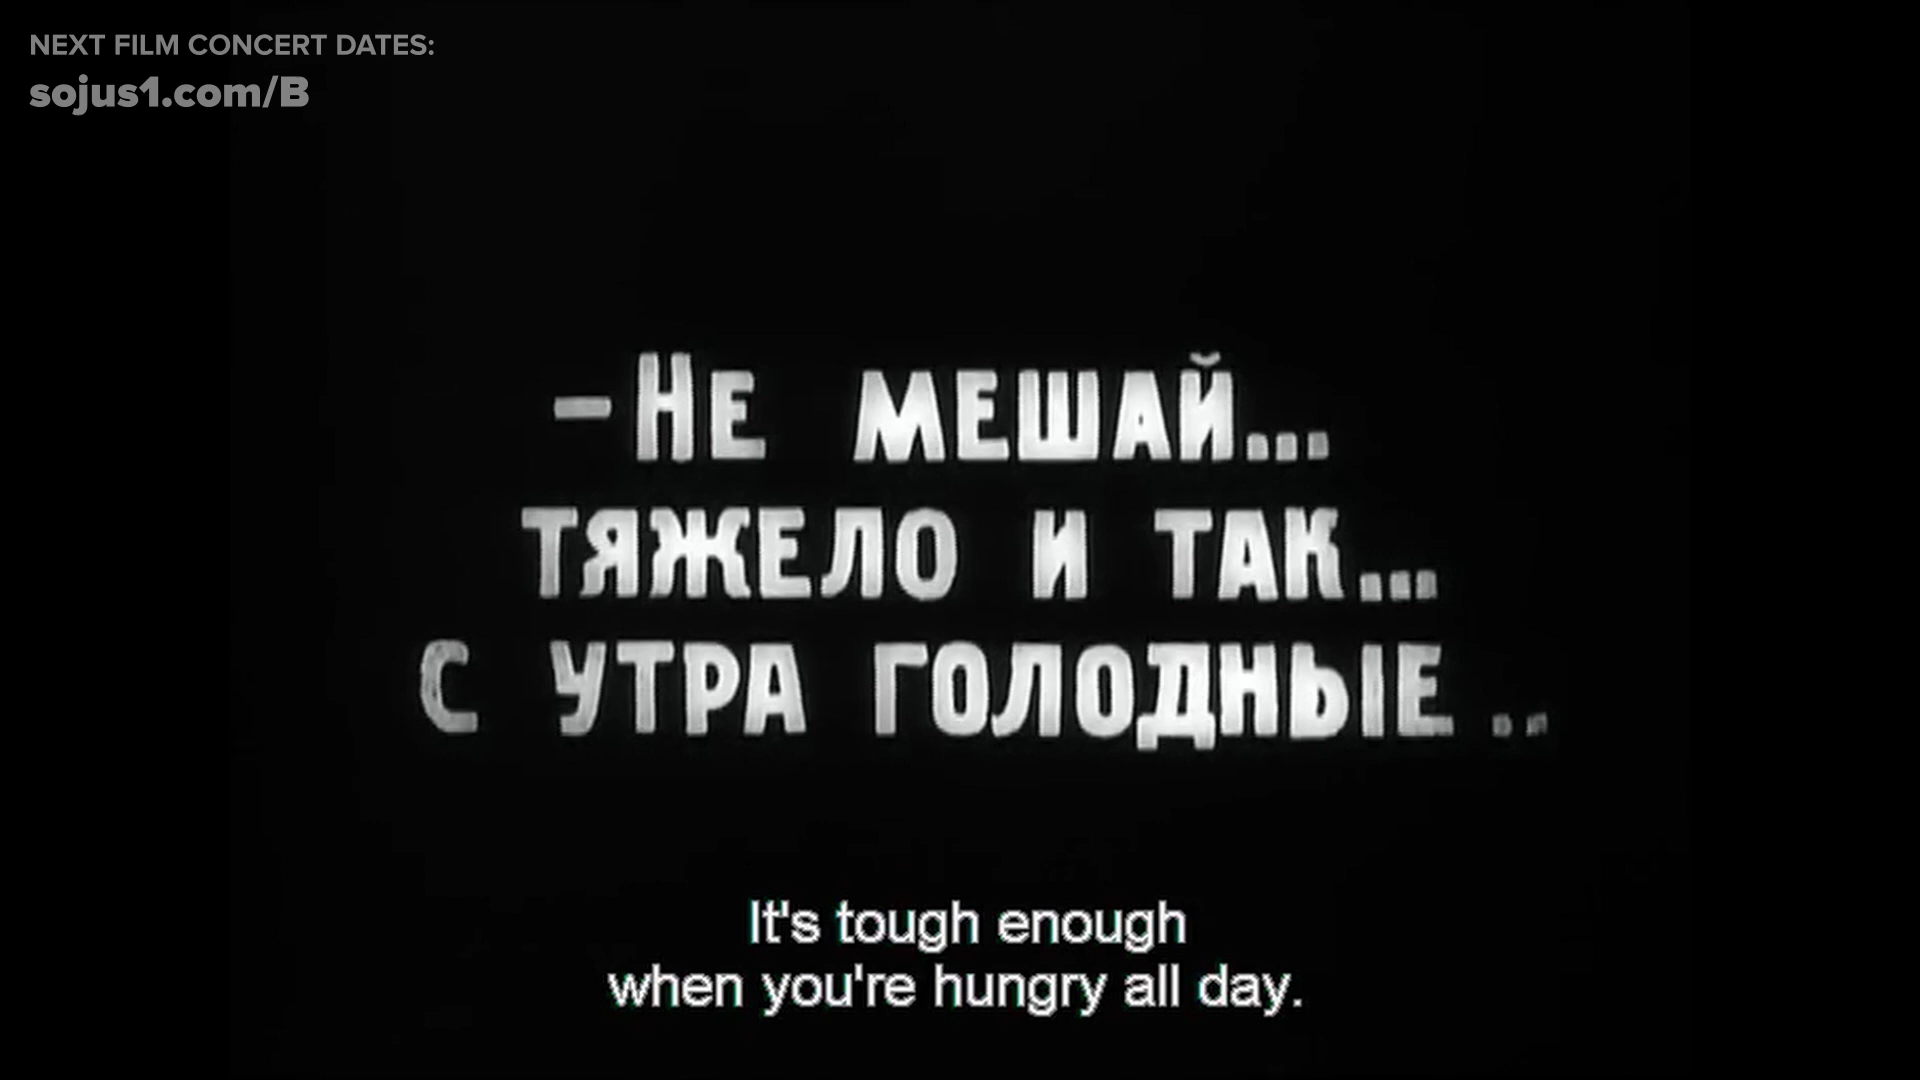 NEXT FILM CONCERT DATES:
sojus1.com/B
–Не мешай...
тяжело и так...
С утра голодные ..
It's tough enough
when you're hungry all day.